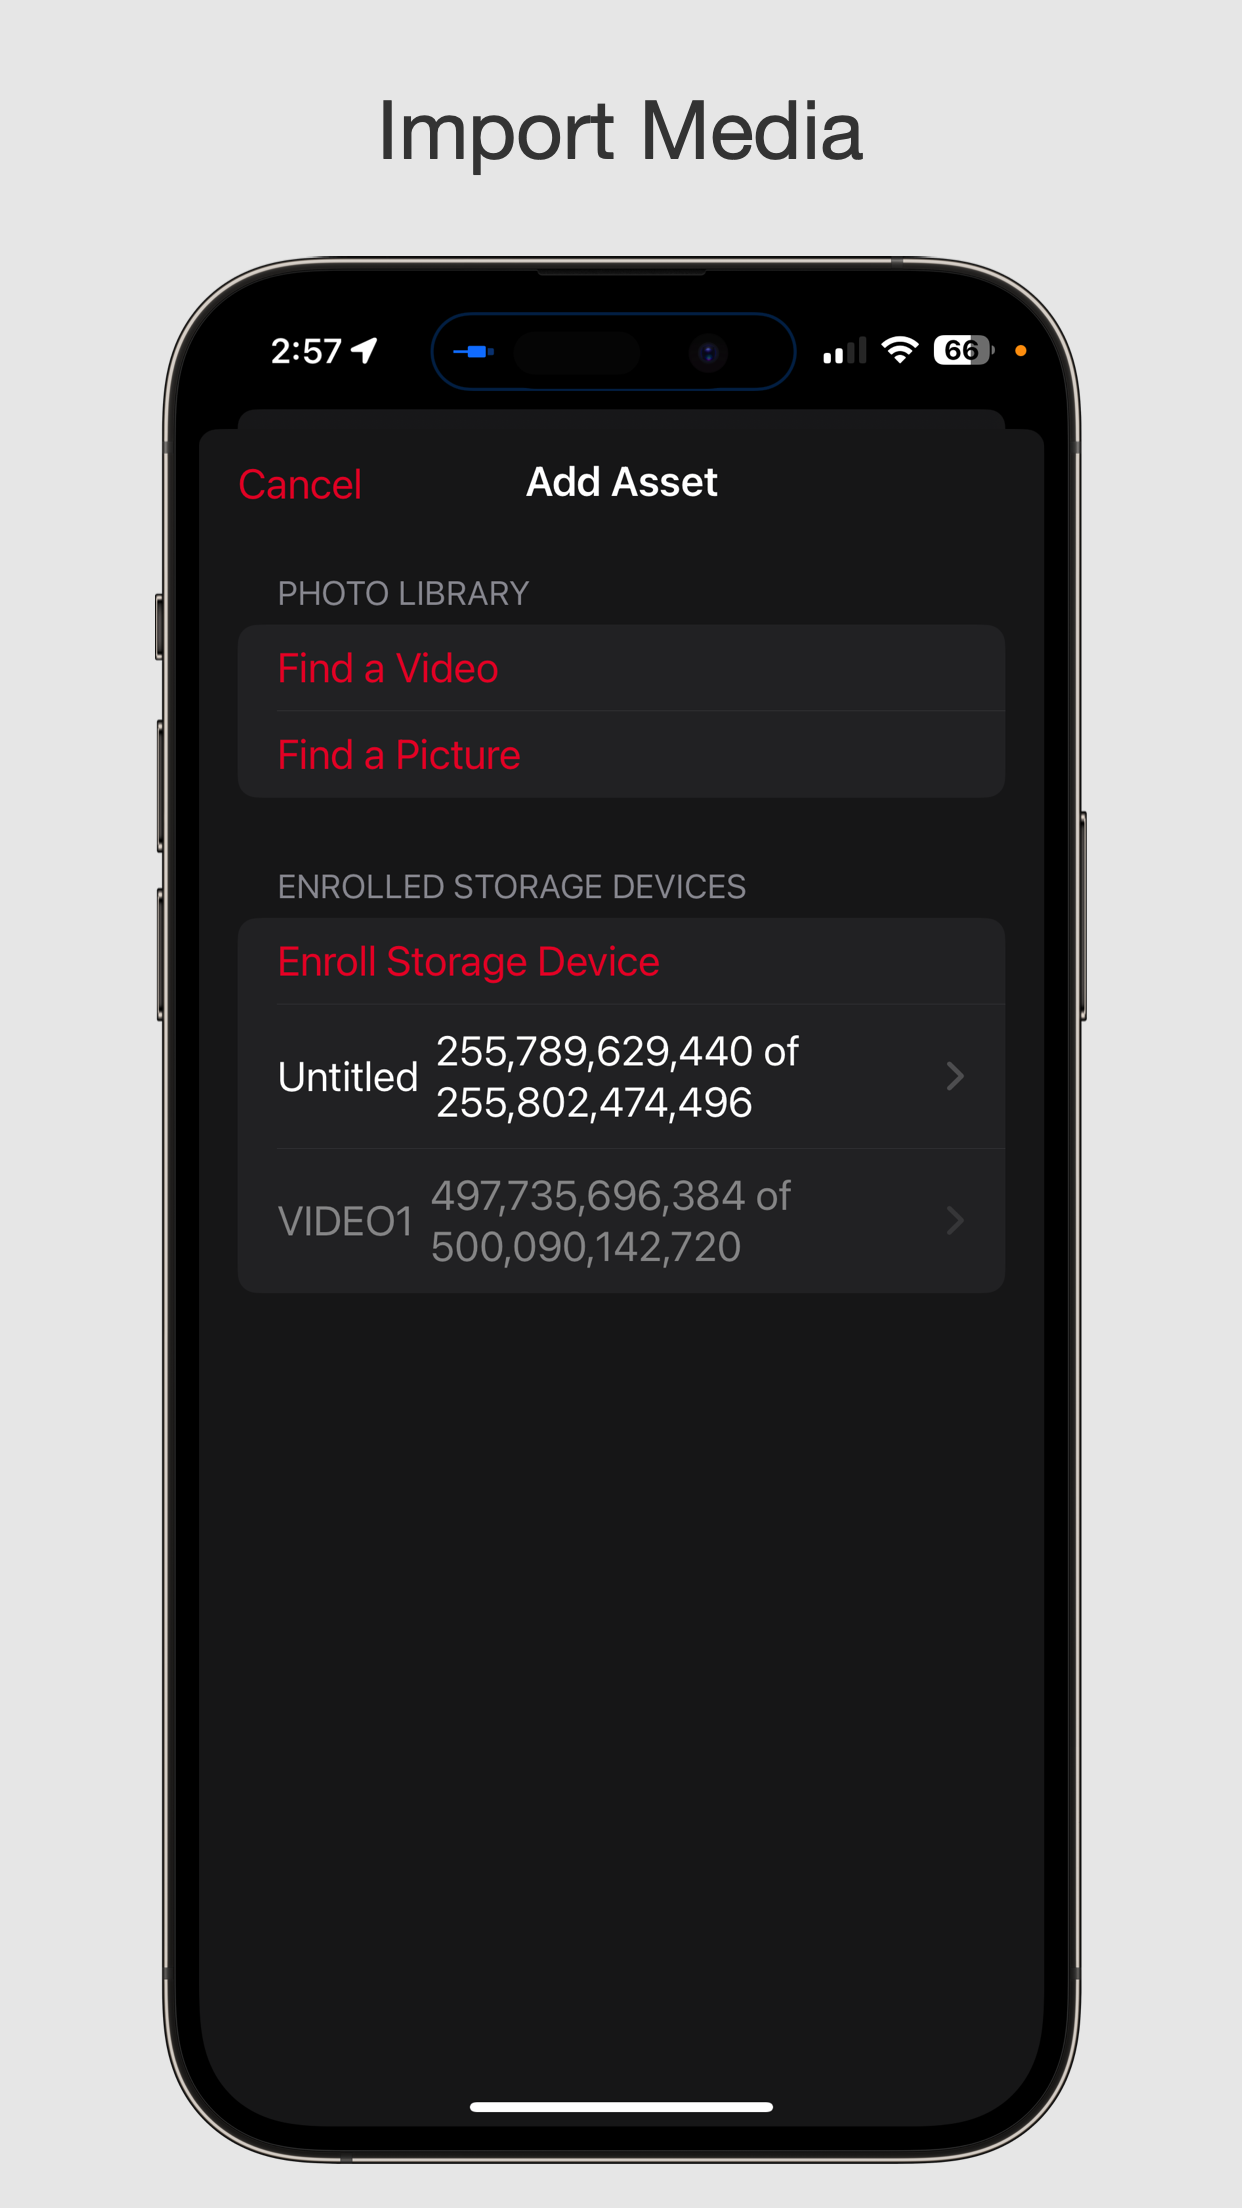 Import Media
2:57
66
Cancel
Add Asset
PHOTO LIBRARY
Find a Video
Find a Picture
ENROLLED STORAGE DEVICES
Enroll Storage Device
Untitled
255,789,629,440 of
255,802,474,496
VIDEO1
497,735,696,384 of
500,090,142,720